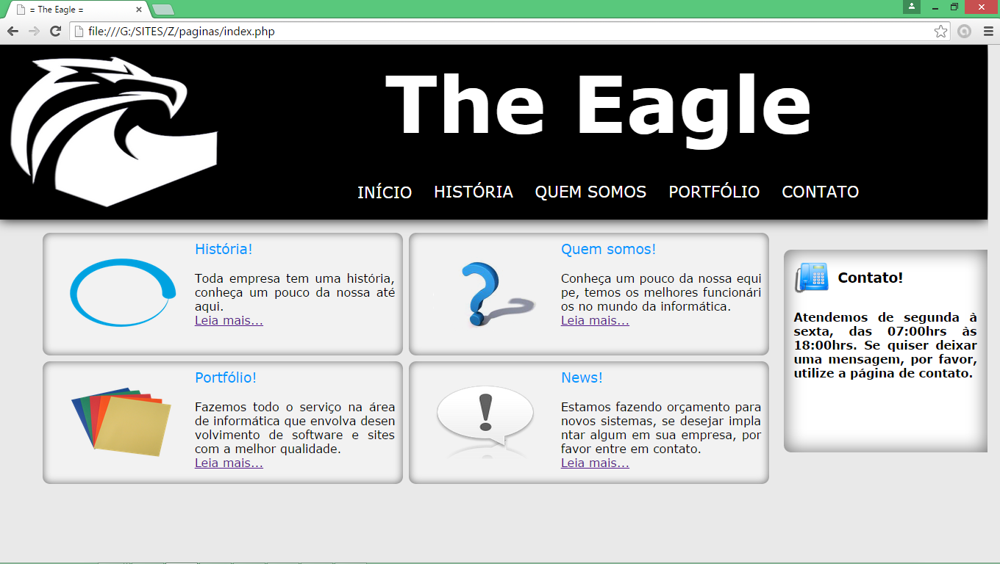 = The Eagle =
file:///G:/SITES/Z/paginas/index.php
The Eagle
INÍCIO HISTÓRIA QUEM SOMOS PORTFÓLIO CONTATO
História!
Toda empresa tem uma história,
conheça um pouco da nossa até
aqui.
Leia mais...
Quem somos!
Conheça um pouco da nossa equi
pe, temos os melhores funcionári
os no mundo da informática.
Leia mais...
Portfólio!
Fazemos todo o serviço na área
de informática que envolva desen
volvimento de software e sites
com a melhor qualidade.
Leia mais...
News!
Estamos fazendo orçamento para
novos sistemas, se desejar impla
ntar algum em sua empresa, por
favor entre em contato.
Leia mais...
Contato!
Atendemos de segunda à
sexta, das 07:00hrs às
18:00hrs. Se quiser deixar
uma mensagem, por favor,
utilize a página de contato.